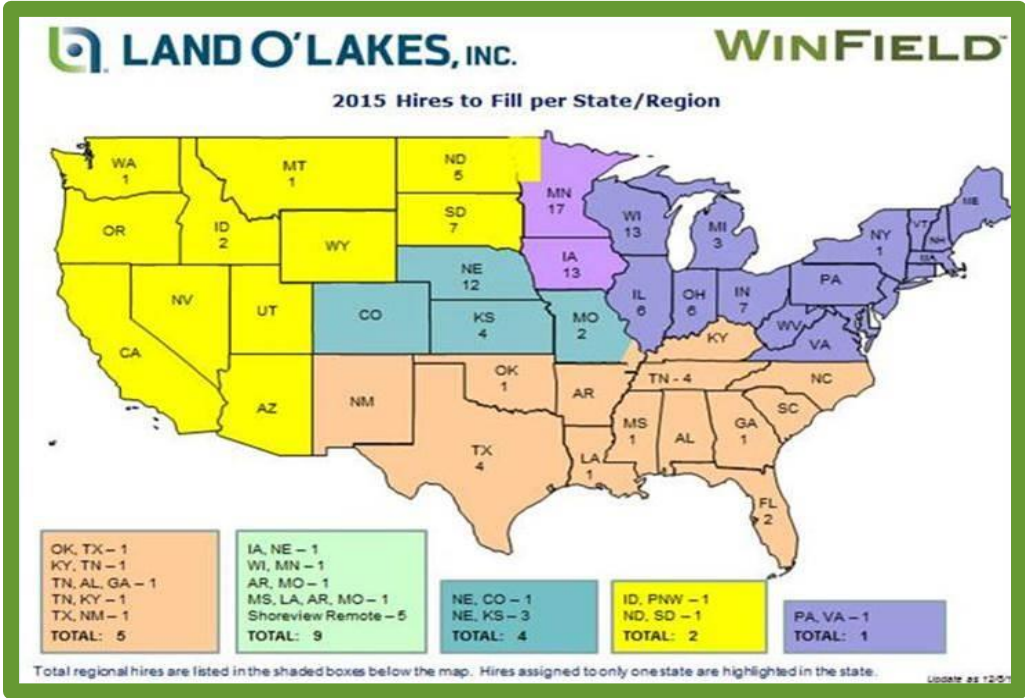 LAND O'LAKES, INC.
WINFIELD™
2015 Hires to Fill per State/Region
WA
1
MT
1
ND
5
MN
17
OR
ID
2
WY
SD
7
WI
13
MI
3
NY
1
VT
NH
ME
MA
NV
UT
CO
NE
12
IA
13
IL
6
OH
6
IN
7
PA
CA
KS
4
MO
2
WV
VA
KY
AZ
NM
OK
1
AR
TN - 4
NC
SC
TX
4
LA
1
MS
1
AL
GA
1
FL
2
OK, TX – 1
KY, TN – 1
TN, AL, GA – 1
TN, KY – 1
TX, NM – 1
TOTAL: 5
IA, NE – 1
WI, MN – 1
AR, MO – 1
MS, LA, AR, MO – 1
Shoreview Remote – 5
TOTAL: 9
NE, CO – 1
NE, KS – 3
TOTAL: 4
ID, PNW – 1
ND, SD – 1
TOTAL: 2
PA, VA – 1
TOTAL: 1
Total regional hires are listed in the shaded boxes below the map. Hires assigned to only one state are highlighted in the state.
Update as